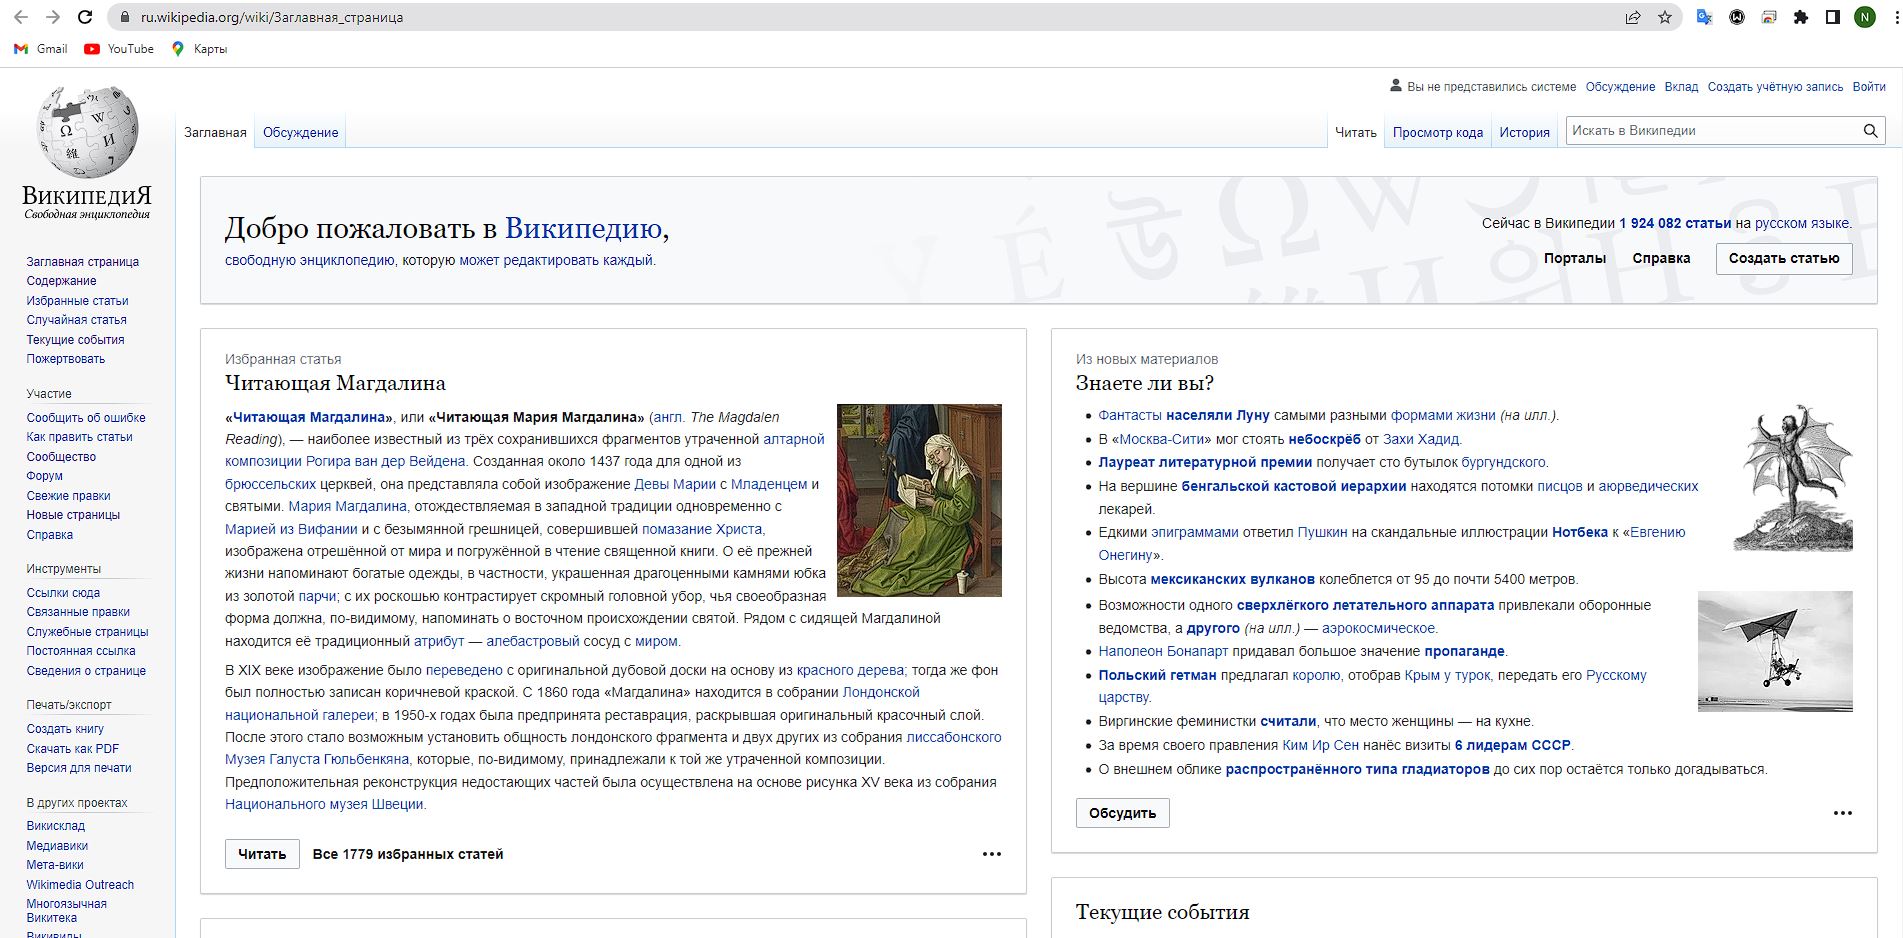 ru.wikipedia.org/wiki/Заглавная_страница
N
Gmail YouTube Карты
Вы не представились системе Обсуждение Вклад Создать учётную запись Войти
Заглавная Обсуждение Читать Просмотр кода История Искать в Википедии
ВикипедиЯ
Свободная энциклопедия
Заглавная страница
Содержание
Избранные статьи
Случайная статья
Текущие события
Пожертвовать
Участие
Сообщить об ошибке
Как править статьи
Сообщество
Форум
Свежие правки
Новые страницы
Справка
Инструменты
Ссылки сюда
Связанные правки
Служебные страницы
Постоянная ссылка
Сведения о странице
Печать/экспорт
Создать книгу
Скачать как PDF
Версия для печати
В других проектах
Викисклад
Медиавики
Мета-вики
Wikimedia Outreach
Многоязычная
Викитека
Викивиды
Добро пожаловать в Википедию,
свободную энциклопедию, которую может редактировать каждый.
Сейчас в Википедии 1 924 082 статьи на русском языке.
Порталы Справка Создать статью
Избранная статья
Читающая Магдалина
«Читающая Магдалина», или «Читающая Мария Магдалина» (англ. The Magdalen
Reading), — наиболее известный из трёх сохранившихся фрагментов утраченной алтарной
композиции Рогира ван дер Вейдена. Созданная около 1437 года для одной из
брюссельских церквей, она представляла собой изображение Девы Марии с Младенцем и
святыми. Мария Магдалина, отождествляемая в западной традиции одновременно с
Марией из Вифании и с безымянной грешницей, совершившей помазание Христа,
изображена отрешённой от мира и погружённой в чтение священной книги. О её прежней
жизни напоминают богатые одежды, в частности, украшенная драгоценными камнями юбка
из золотой парчи; с их роскошью контрастирует скромный головной убор, чья своеобразная
форма должна, по-видимому, напоминать о восточном происхождении святой. Рядом с сидящей Магдалиной
находится её традиционный атрибут — алебастровый сосуд с миром.
В XIX веке изображение было переведено с оригинальной дубовой доски на основу из красного дерева; тогда же фон
был полностью записан коричневой краской. С 1860 года «Магдалина» находится в собрании Лондонской
национальной галереи; в 1950-х годах была предпринята реставрация, раскрывшая оригинальный красочный слой.
После этого стало возможным установить общность лондонского фрагмента и двух других из собрания лиссабонского
Музея Галуста Гюльбенкяна, которые, по-видимому, принадлежали к той же утраченной композиции.
Предположительная реконструкция недостающих частей была осуществлена на основе рисунка XV века из собрания
Национального музея Швеции.
Читать Все 1779 избранных статей
Из новых материалов
Знаете ли вы?
Фантасты населяли Луну самыми разными формами жизни (на илл.).
В «Москва-Сити» мог стоять небоскрёб от Захи Хадид.
Лауреат литературной премии получает сто бутылок бургундского.
На вершине бенгальской кастовой иерархии находятся потомки писцов и аюрведических
лекарей.
Едкими эпиграммами ответил Пушкин на скандальные иллюстрации Нотбека к «Евгению
Онегину».
Высота мексиканских вулканов колеблется от 95 до почти 5400 метров.
Возможности одного сверхлёгкого летательного аппарата привлекали оборонные
ведомства, а другого (на илл.) — аэрокосмическое.
Наполеон Бонапарт придавал большое значение пропаганде.
Польский гетман предлагал королю, отобрав Крым у турок, передать его Русскому
царству.
Виргинские феминистки считали, что место женщины — на кухне.
За время своего правления Ким Ир Сен нанёс визиты 6 лидерам СССР.
О внешнем облике распространённого типа гладиаторов до сих пор остаётся только догадываться.
Обсудить
Текущие события